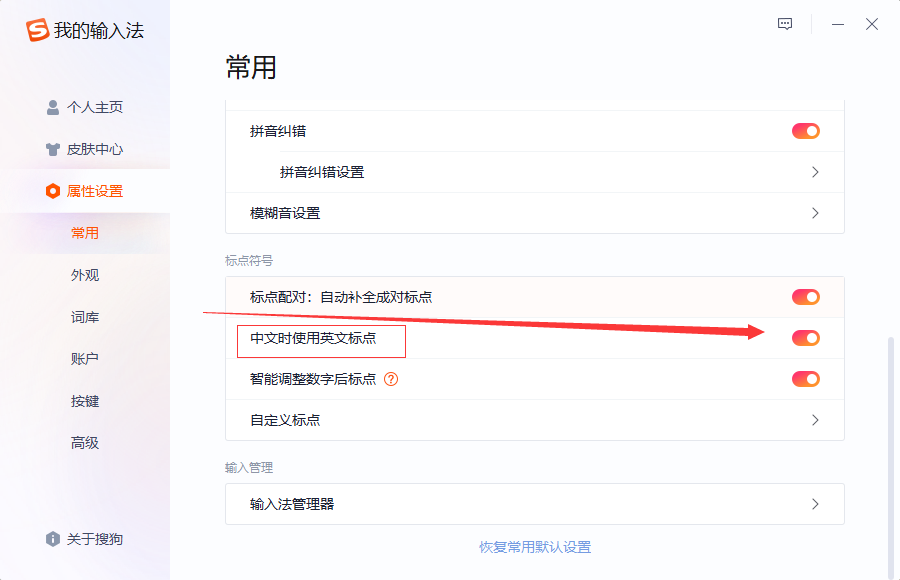 我的输入法
个人主页
皮肤中心
属性设置
常用
外观
词库
账户
按键
高级
关于搜狗
常用
拼音纠错
拼音纠错设置
模糊音设置
标点符号
标点配对：自动补全成对标点
中文时使用英文标点
智能调整数字后标点 ?
自定义标点
输入管理
输入法管理器
恢复常用默认设置